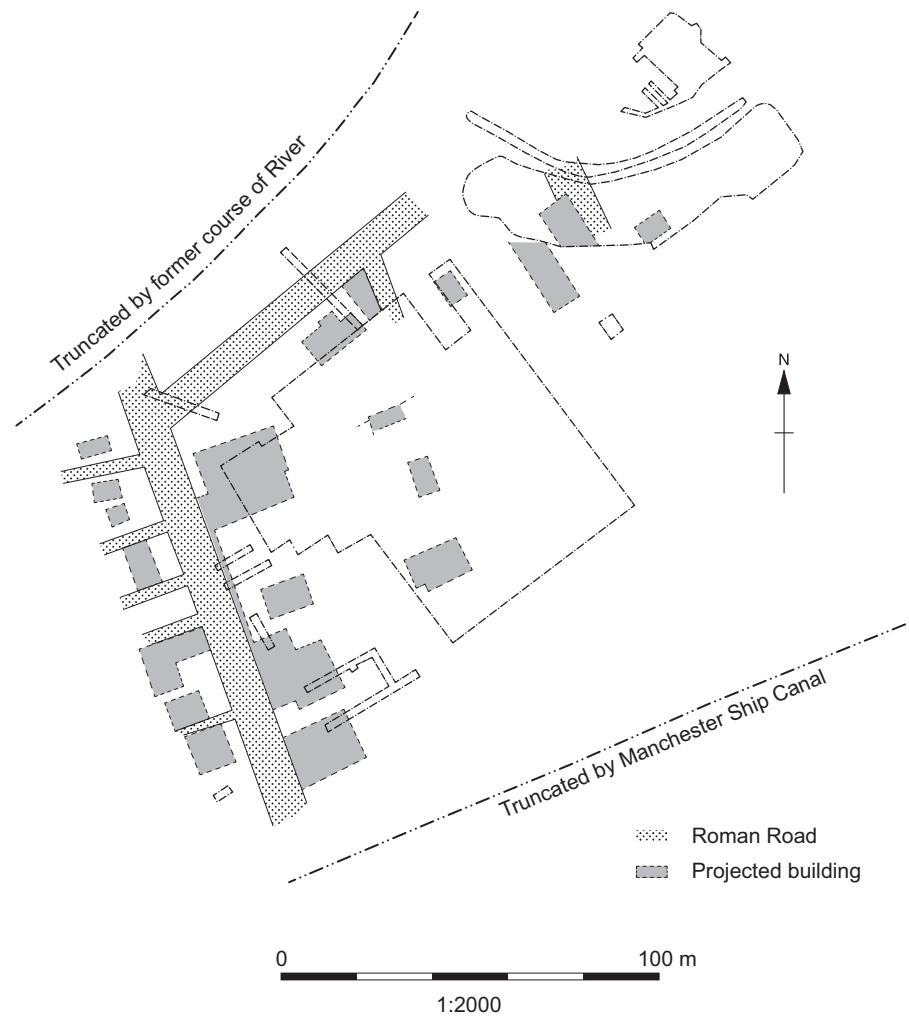 Truncated by former course of River
N
Truncated by Manchester Ship Canal
Roman Road
Projected building
0 100 m
1:2000